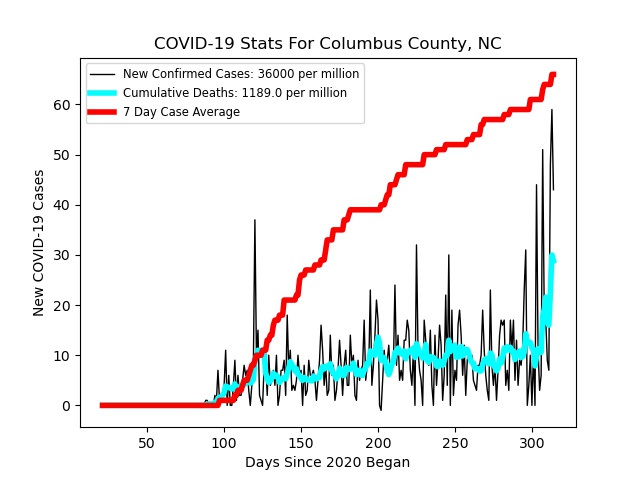 COVID-19 Stats For Columbus County, NC
New Confirmed Cases: 36000 per million
Cumulative Deaths: 1189.0 per million
7 Day Case Average
New COVID-19 Cases
60
50
40
30
20
10
0
50 100 150 200 250 300
Days Since 2020 Began